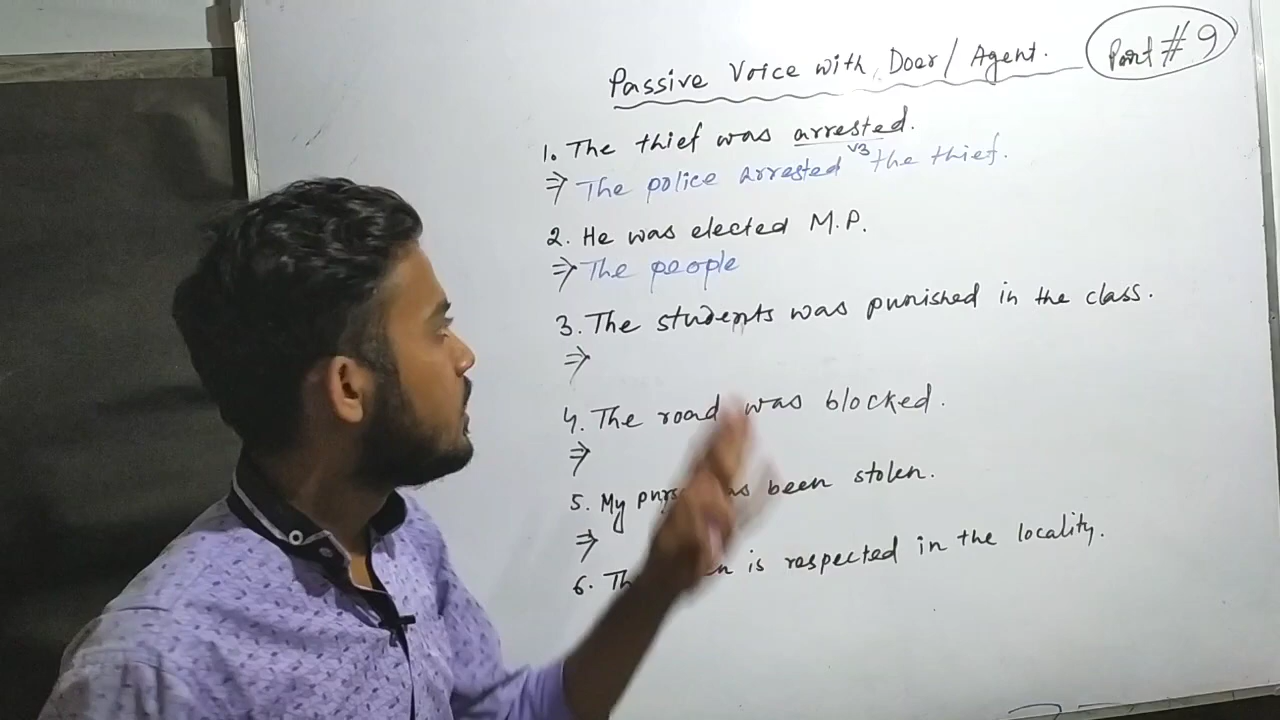 Passive Voice with Doer/Agent.
Part # 9
1. The thief was arrested.
V3
⇒ The police arrested the thief.
2. He was elected M.P.
⇒ The people
3. The students was punished in the class.
⇒
4. The road was blocked.
⇒
5. My been stolen.
⇒
6. is respected in the locality.